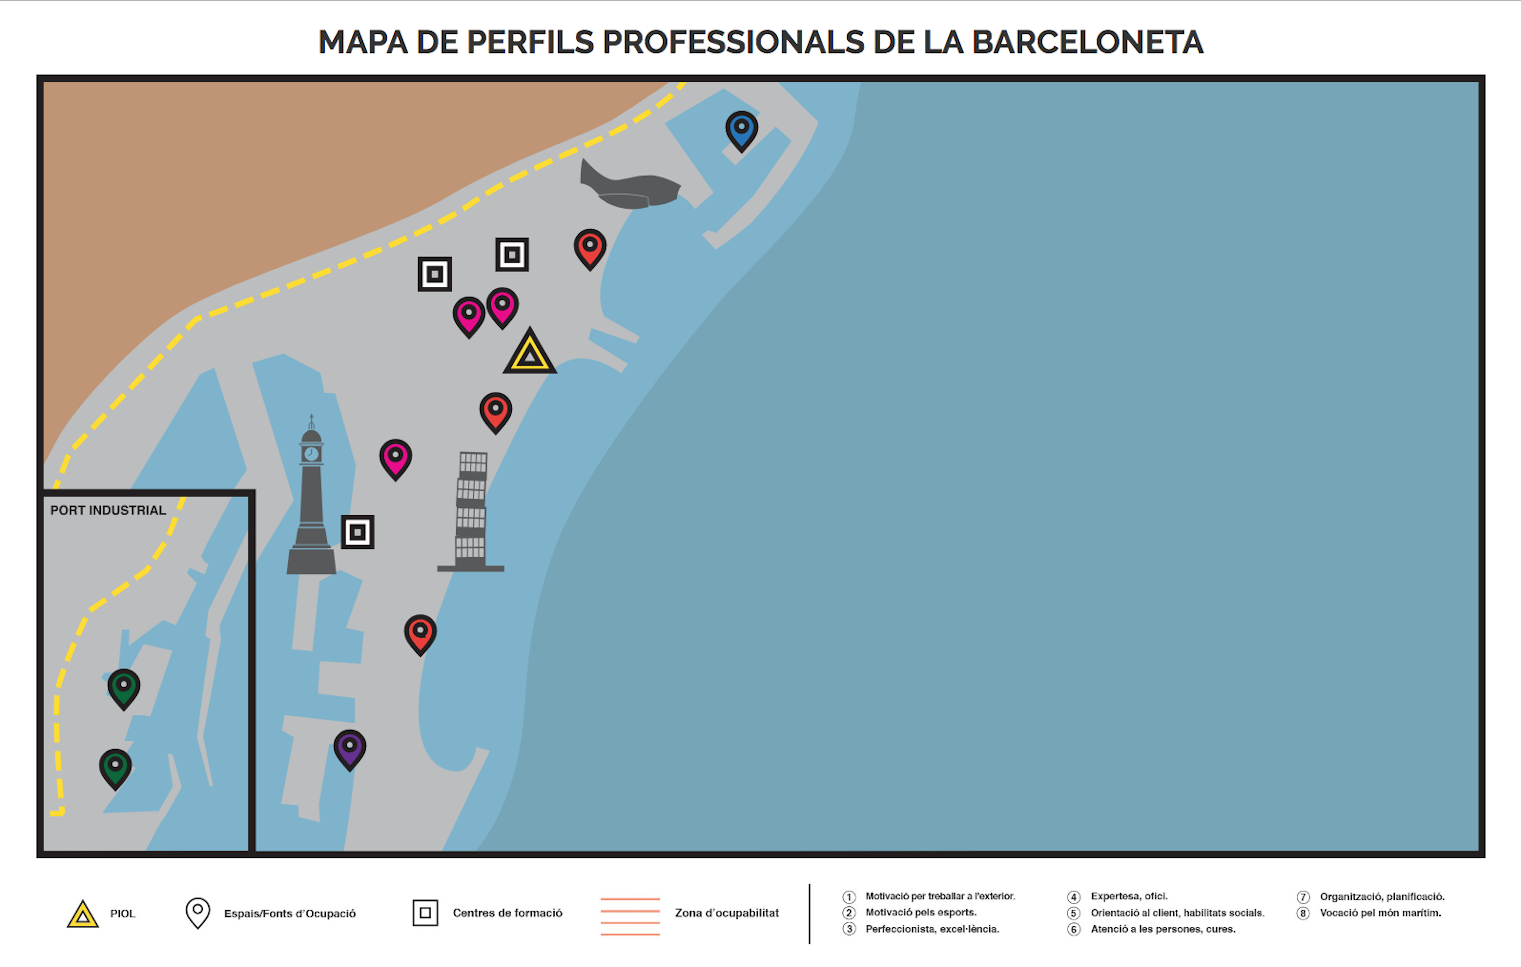 MAPA DE PERFILS PROFESSIONALS DE LA BARCELONETA
PORT INDUSTRIAL
PIOL
Espais/Fonts d'Ocupació
Centres de formació
Zona d'ocupabilitat
1 Motivació per treballar a l'exterior.
2 Motivació pels esports.
3 Perfeccionista, excel·lència.
4 Expertesa, ofici.
5 Orientació al client, habilitats socials.
6 Atenció a les persones, cures.
7 Organització, planificació.
8 Vocació pel món marítim.